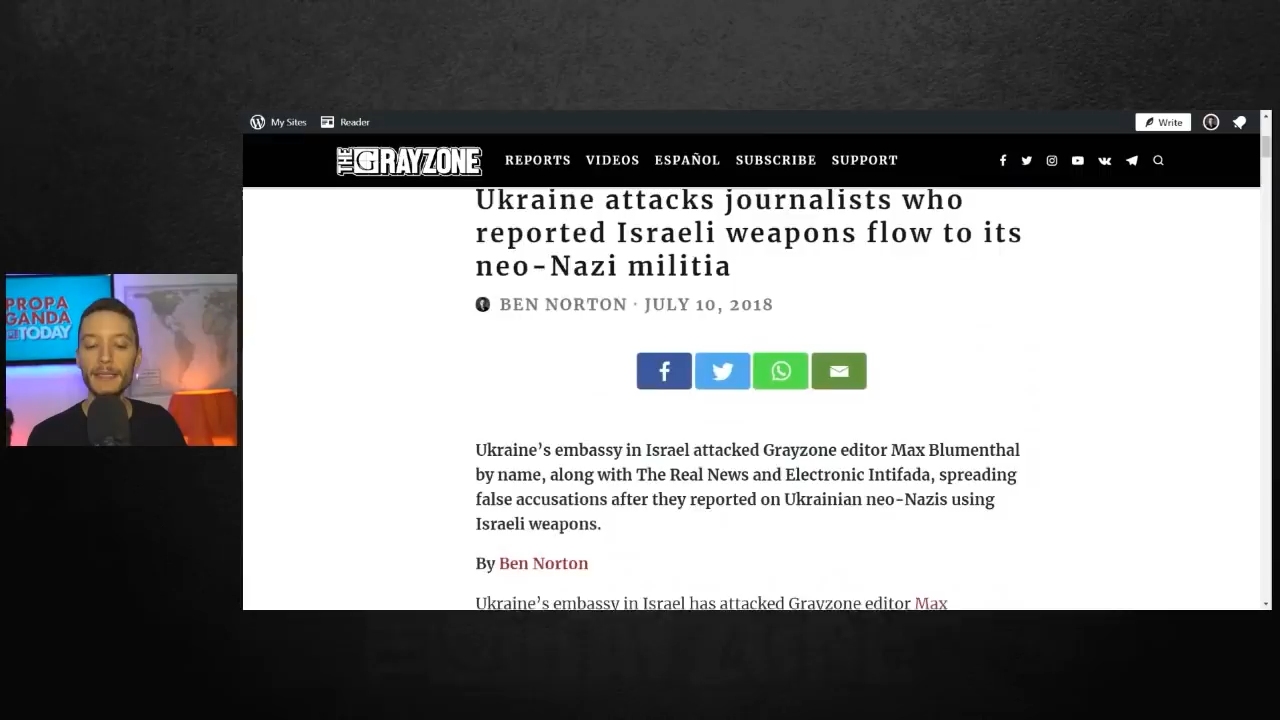 My Sites Reader Write
THE GRAYZONE REPORTS VIDEOS ESPAÑOL SUBSCRIBE SUPPORT
Ukraine attacks journalists who
reported Israeli weapons flow to its
neo-Nazi militia
BEN NORTON · JULY 10, 2018
PROPA
GANDA
TODAY
Ukraine’s embassy in Israel attacked Grayzone editor Max Blumenthal
by name, along with The Real News and Electronic Intifada, spreading
false accusations after they reported on Ukrainian neo-Nazis using
Israeli weapons.
By Ben Norton
Ukraine’s embassy in Israel has attacked Grayzone editor Max